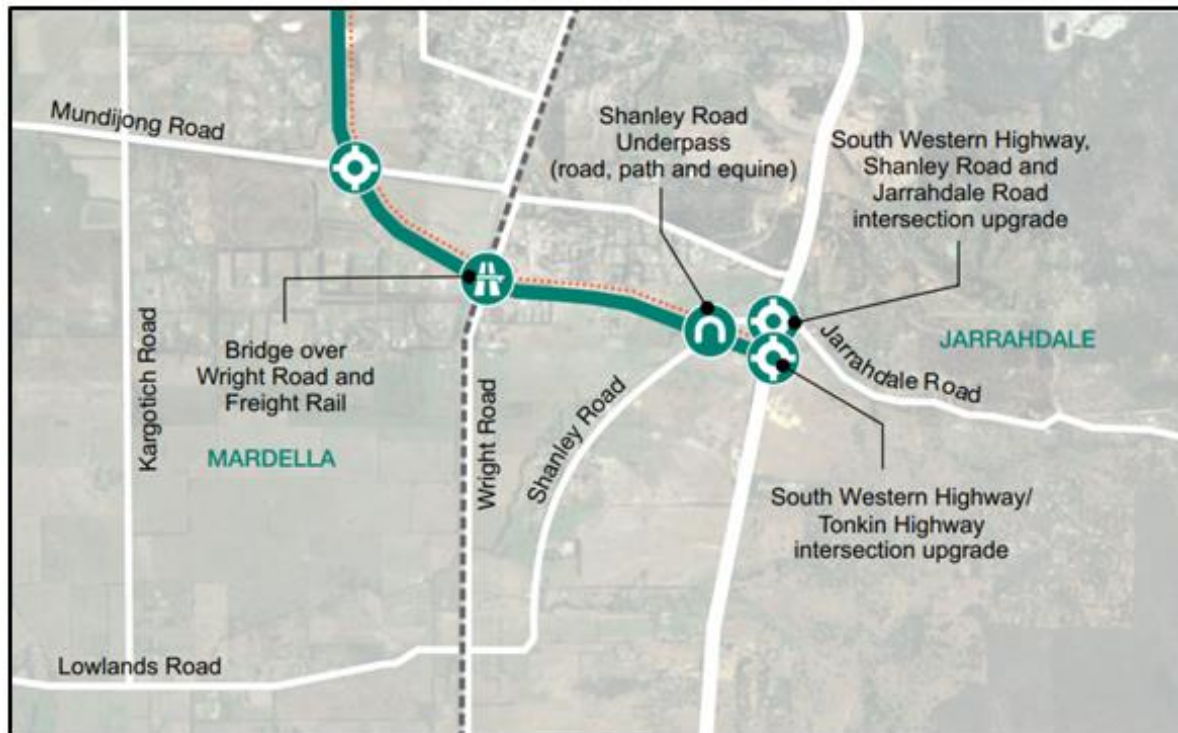 Mundijong Road
Shanley Road
Underpass
(road, path and equine)
South Western Highway,
Shanley Road and
Jarrahdale Road
intersection upgrade
Kargotich Road
Bridge over
Wright Road and
Freight Rail
MARDELLA
Wright Road
Shanley Road
Jarrahdale Road
JARRAHDALE
South Western Highway/
Tonkin Highway
intersection upgrade
Lowlands Road